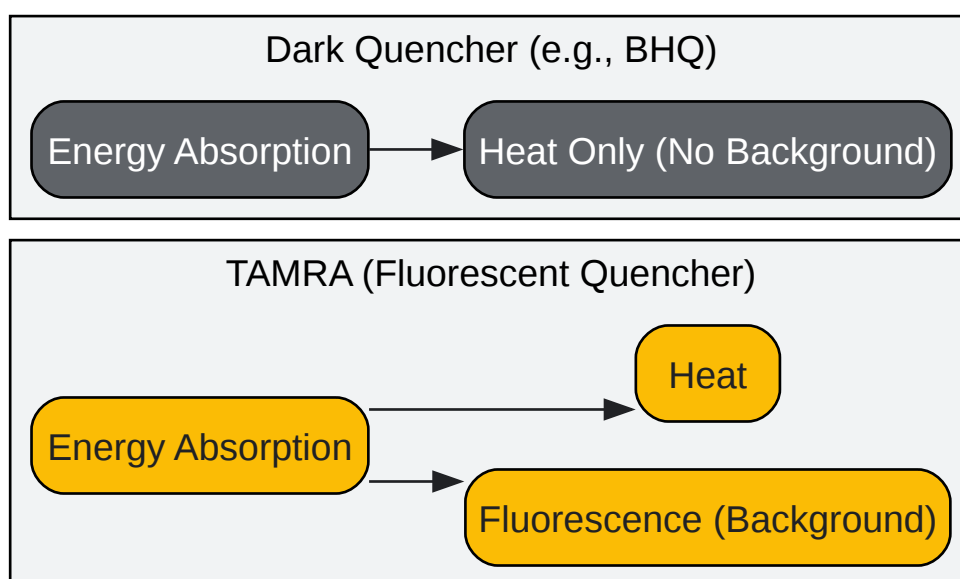 Dark Quencher (e.g., BHQ)
Energy Absorption
Heat Only (No Background)
TAMRA (Fluorescent Quencher)
Heat
Energy Absorption
Fluorescence (Background)